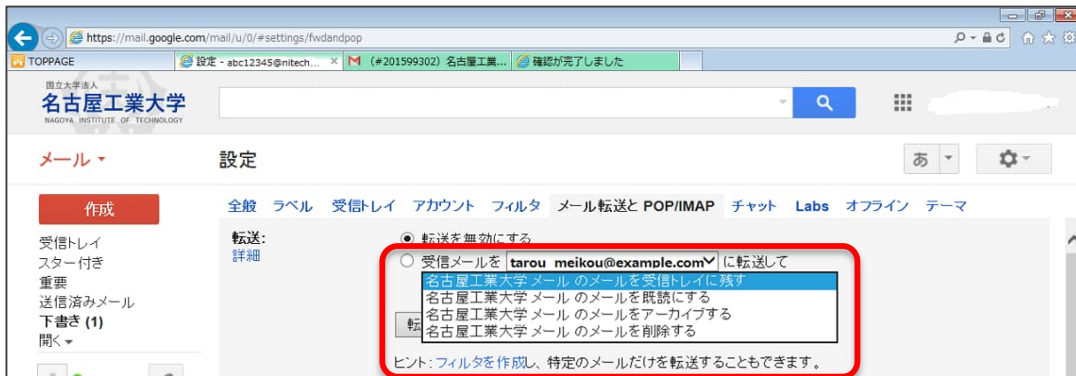 https://mail.google.com/mail/u/0/#settings/fwdandpop
TOPPAGE 設定 - abc12345@nitech... (#201599302) 名古屋工業... 確認が完了しました
国立大学法人
名古屋工業大学
NAGOYA INSTITUTE OF TECHNOLOGY
メール 設定 あ
作成
全般 ラベル 受信トレイ アカウント フィルタ メール転送と POP/IMAP チャット Labs オフライン テーマ
受信トレイ
スター付き
重要
送信済みメール
下書き (1)
開く
転送:
詳細
転送を無効にする
受信メールを tarou_meikou@example.com に転送して
名古屋工業大学 メール のメールを受信トレイに残す
名古屋工業大学 メール のメールを既読にする
名古屋工業大学 メール のメールをアーカイブする
転
名古屋工業大学 メール のメールを削除する
ヒント: フィルタを作成し、特定のメールだけを転送することもできます。